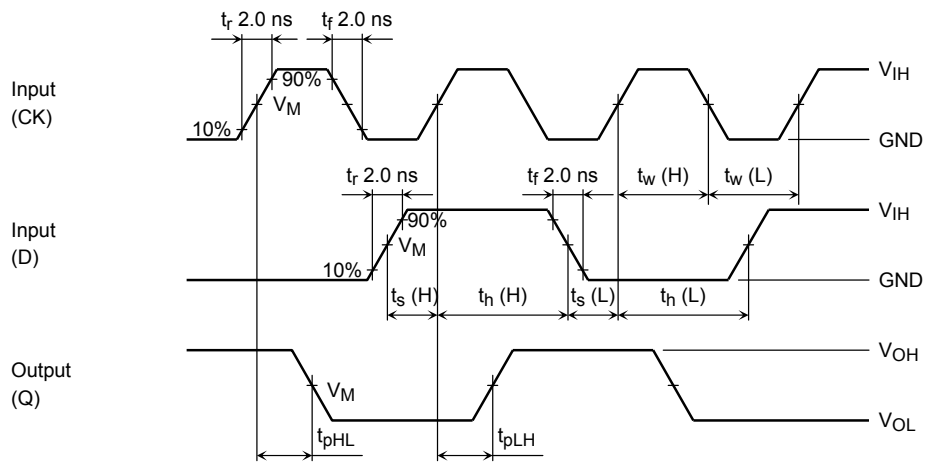 tr 2.0 ns tf 2.0 ns
Input
(CK)
90%
VM
10%
VIH
GND
tr 2.0 ns tf 2.0 ns
tw (H) tw (L)
Input
(D)
90%
VM
10%
VIH
GND
ts (H) th (H) ts (L) th (L)
Output
(Q)
VM
VOH
VOL
tpHL tpLH